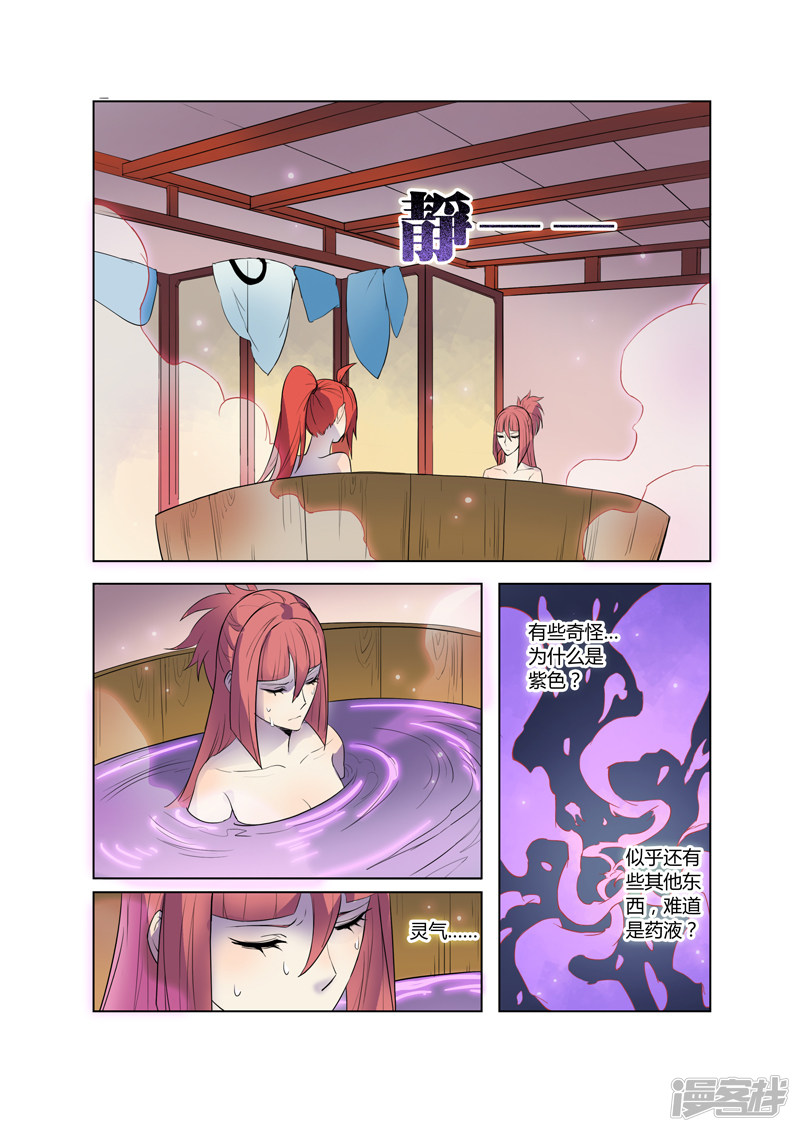 靜——
灵气……
有些奇怪...
为什么是
紫色？
似乎还有
些其他东
西，难道
是药液？
漫客栈